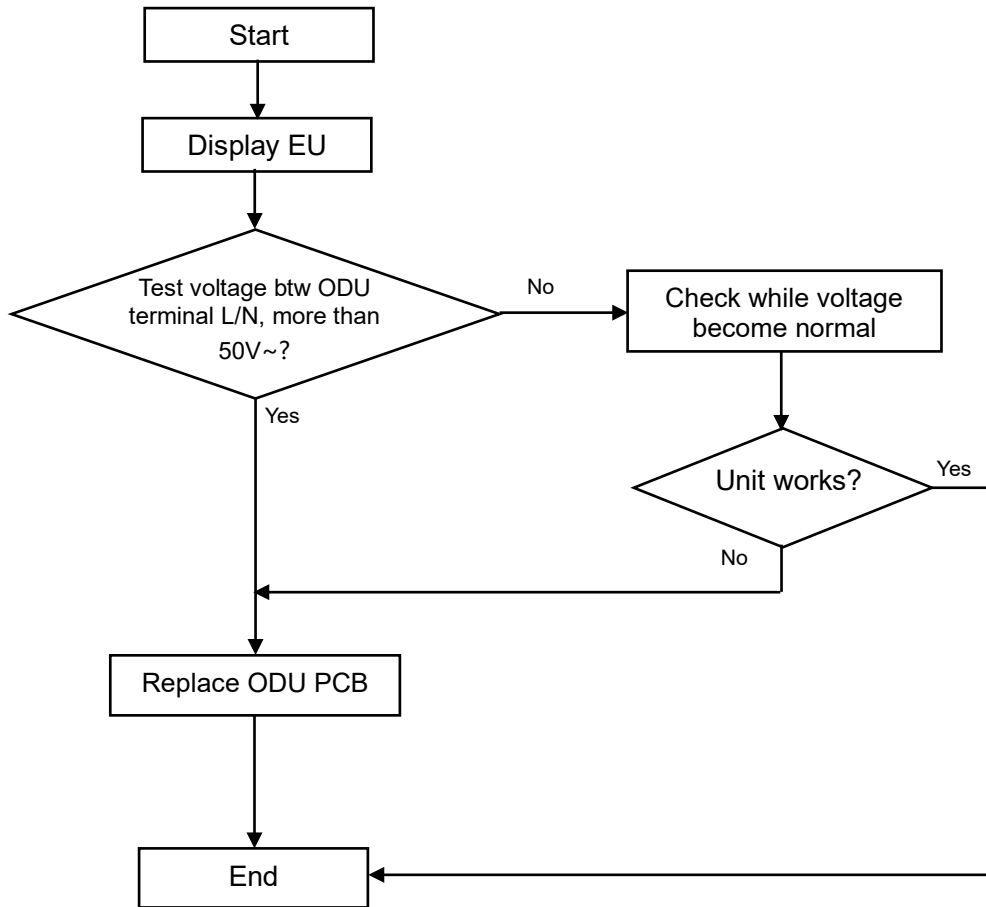 Start
Display EU
Test voltage btw ODU
terminal L/N, more than
50V~?
No
Check while voltage
become normal
Yes
Unit works?
Yes
No
Replace ODU PCB
End